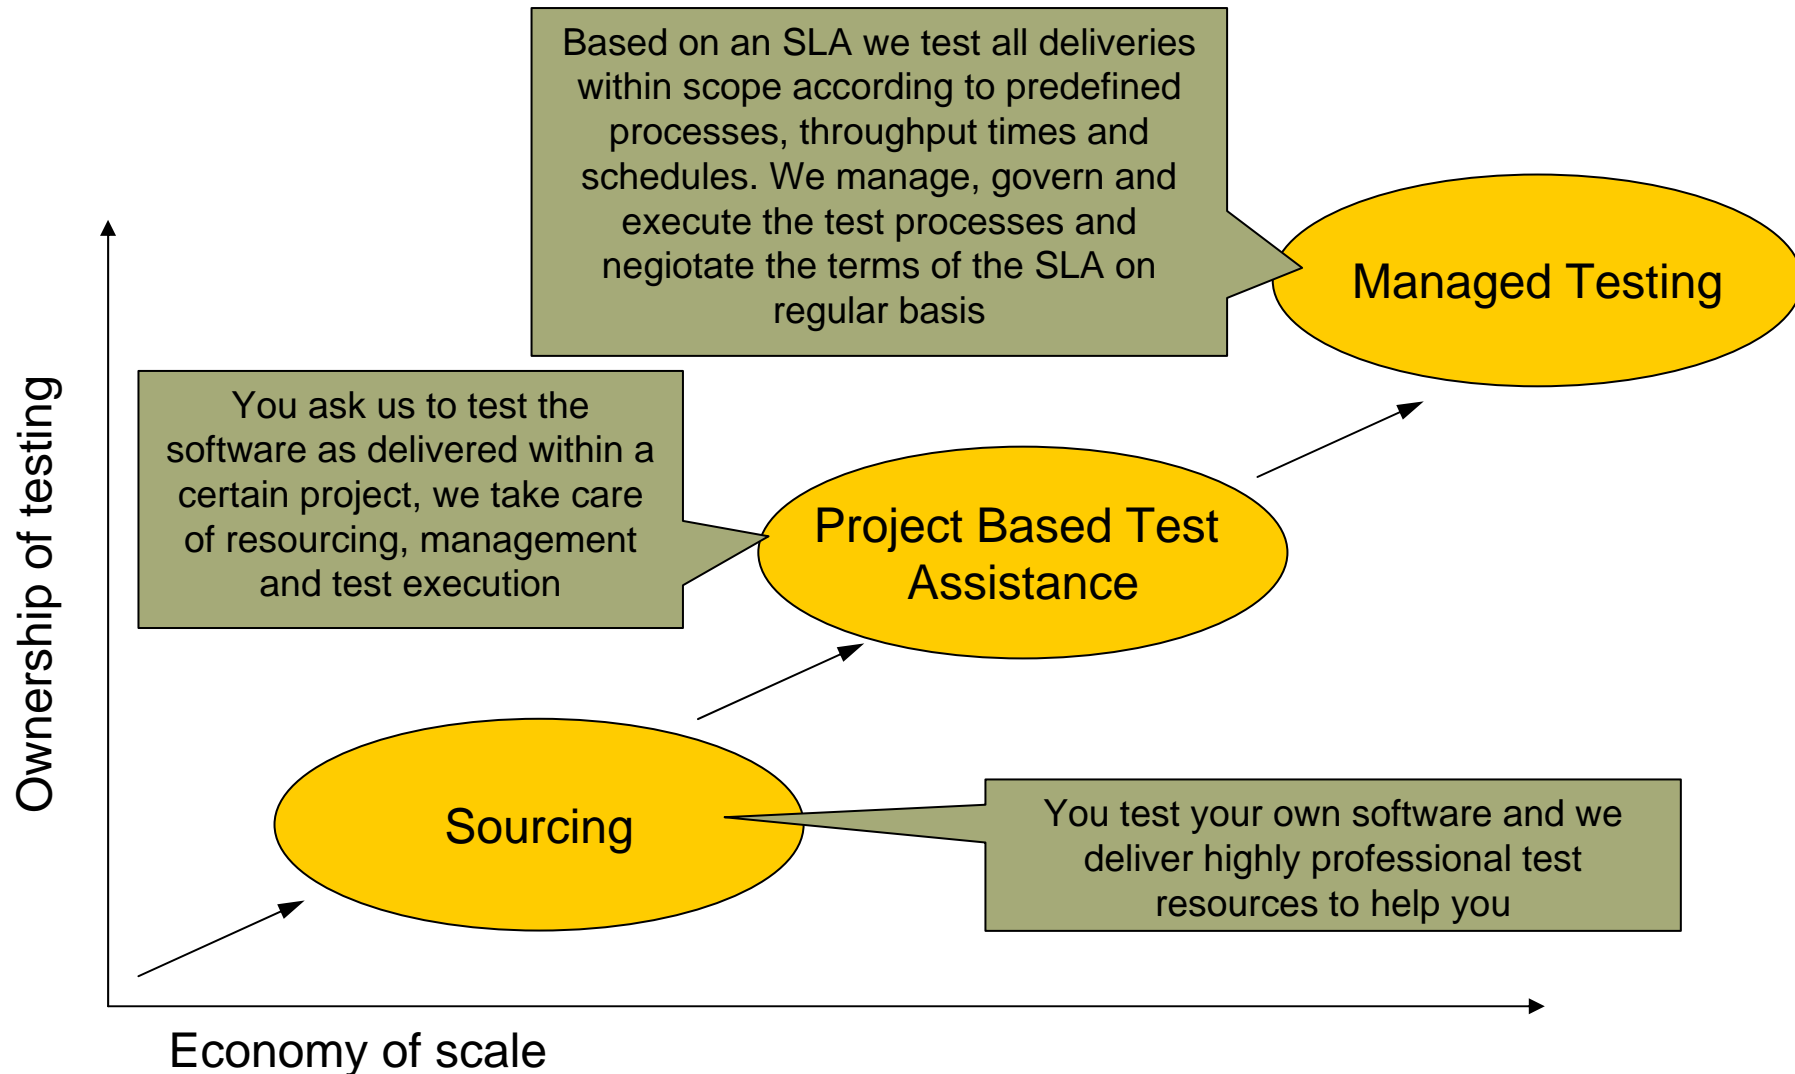 Based on an SLA we test all deliveries
within scope according to predefined
processes, throughput times and
schedules. We manage, govern and
execute the test processes and
negiotate the terms of the SLA on
regular basis
Managed Testing
You ask us to test the
software as delivered within a
certain project, we take care
of resourcing, management
and test execution
Project Based Test
Assistance
Ownership of testing
Sourcing
You test your own software and we
deliver highly professional test
resources to help you
Economy of scale